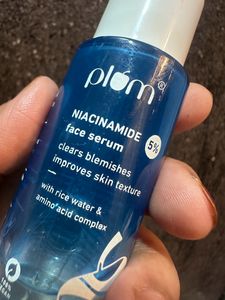 plum®
NIACINAMIDE
face serum
5%
clears blemishes
improves skin texture
with rice water &
amino acid complex